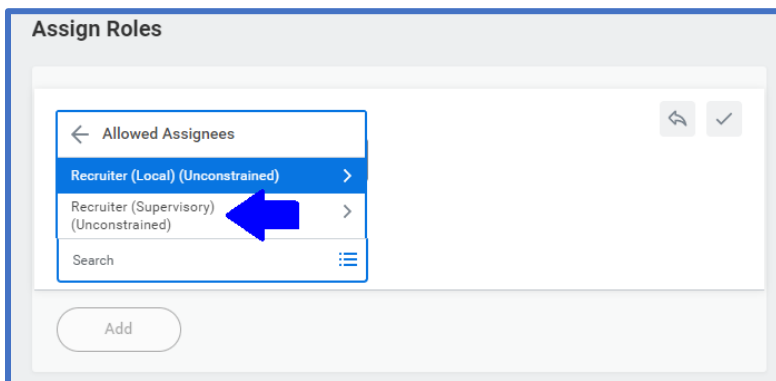 Assign Roles
Allowed Assignees
Recruiter (Local) (Unconstrained)
Recruiter (Supervisory)
(Unconstrained)
Search
Add